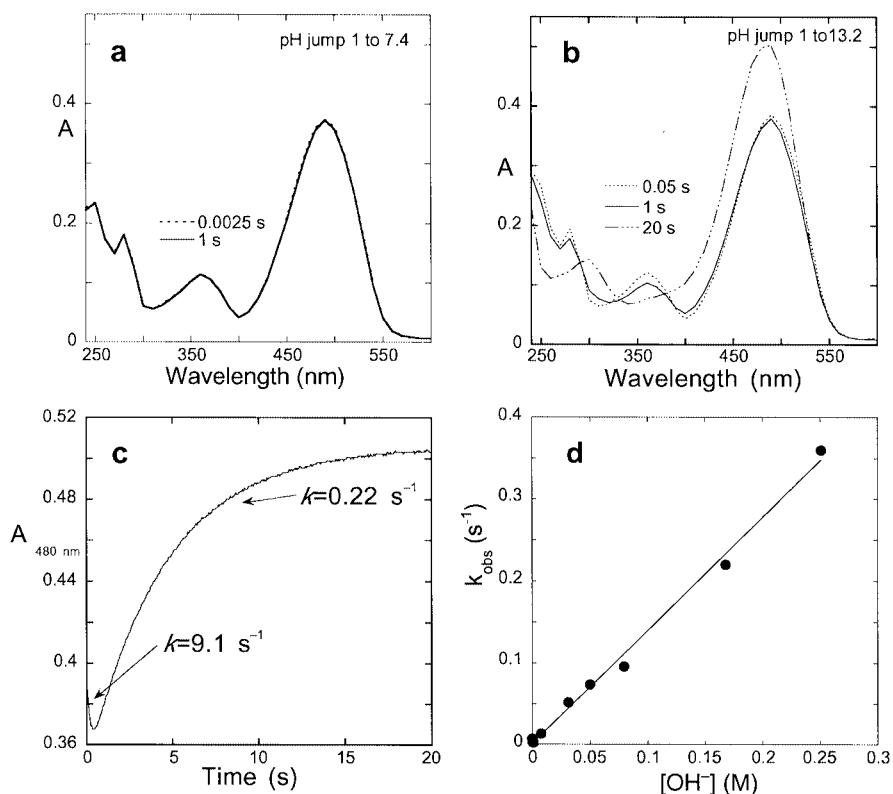 a
pH jump 1 to 7.4
0.4
A
0.2
0
0.0025 s
1 s
250 350 450 550
Wavelength (nm)
b
pH jump 1 to13.2
0.4
A
0.2
0
0.05 s
1 s
20 s
250 350 450 550
Wavelength (nm)
c
0.52
0.48
A 480 nm
0.44
0.4
0.36
k=0.22 s⁻¹
k=9.1 s⁻¹
0 5 10 15 20
Time (s)
d
0.4
0.3
kobs (s⁻¹)
0.2
0.1
0
0 0.05 0.1 0.15 0.2 0.25 0.3
[OH⁻] (M)